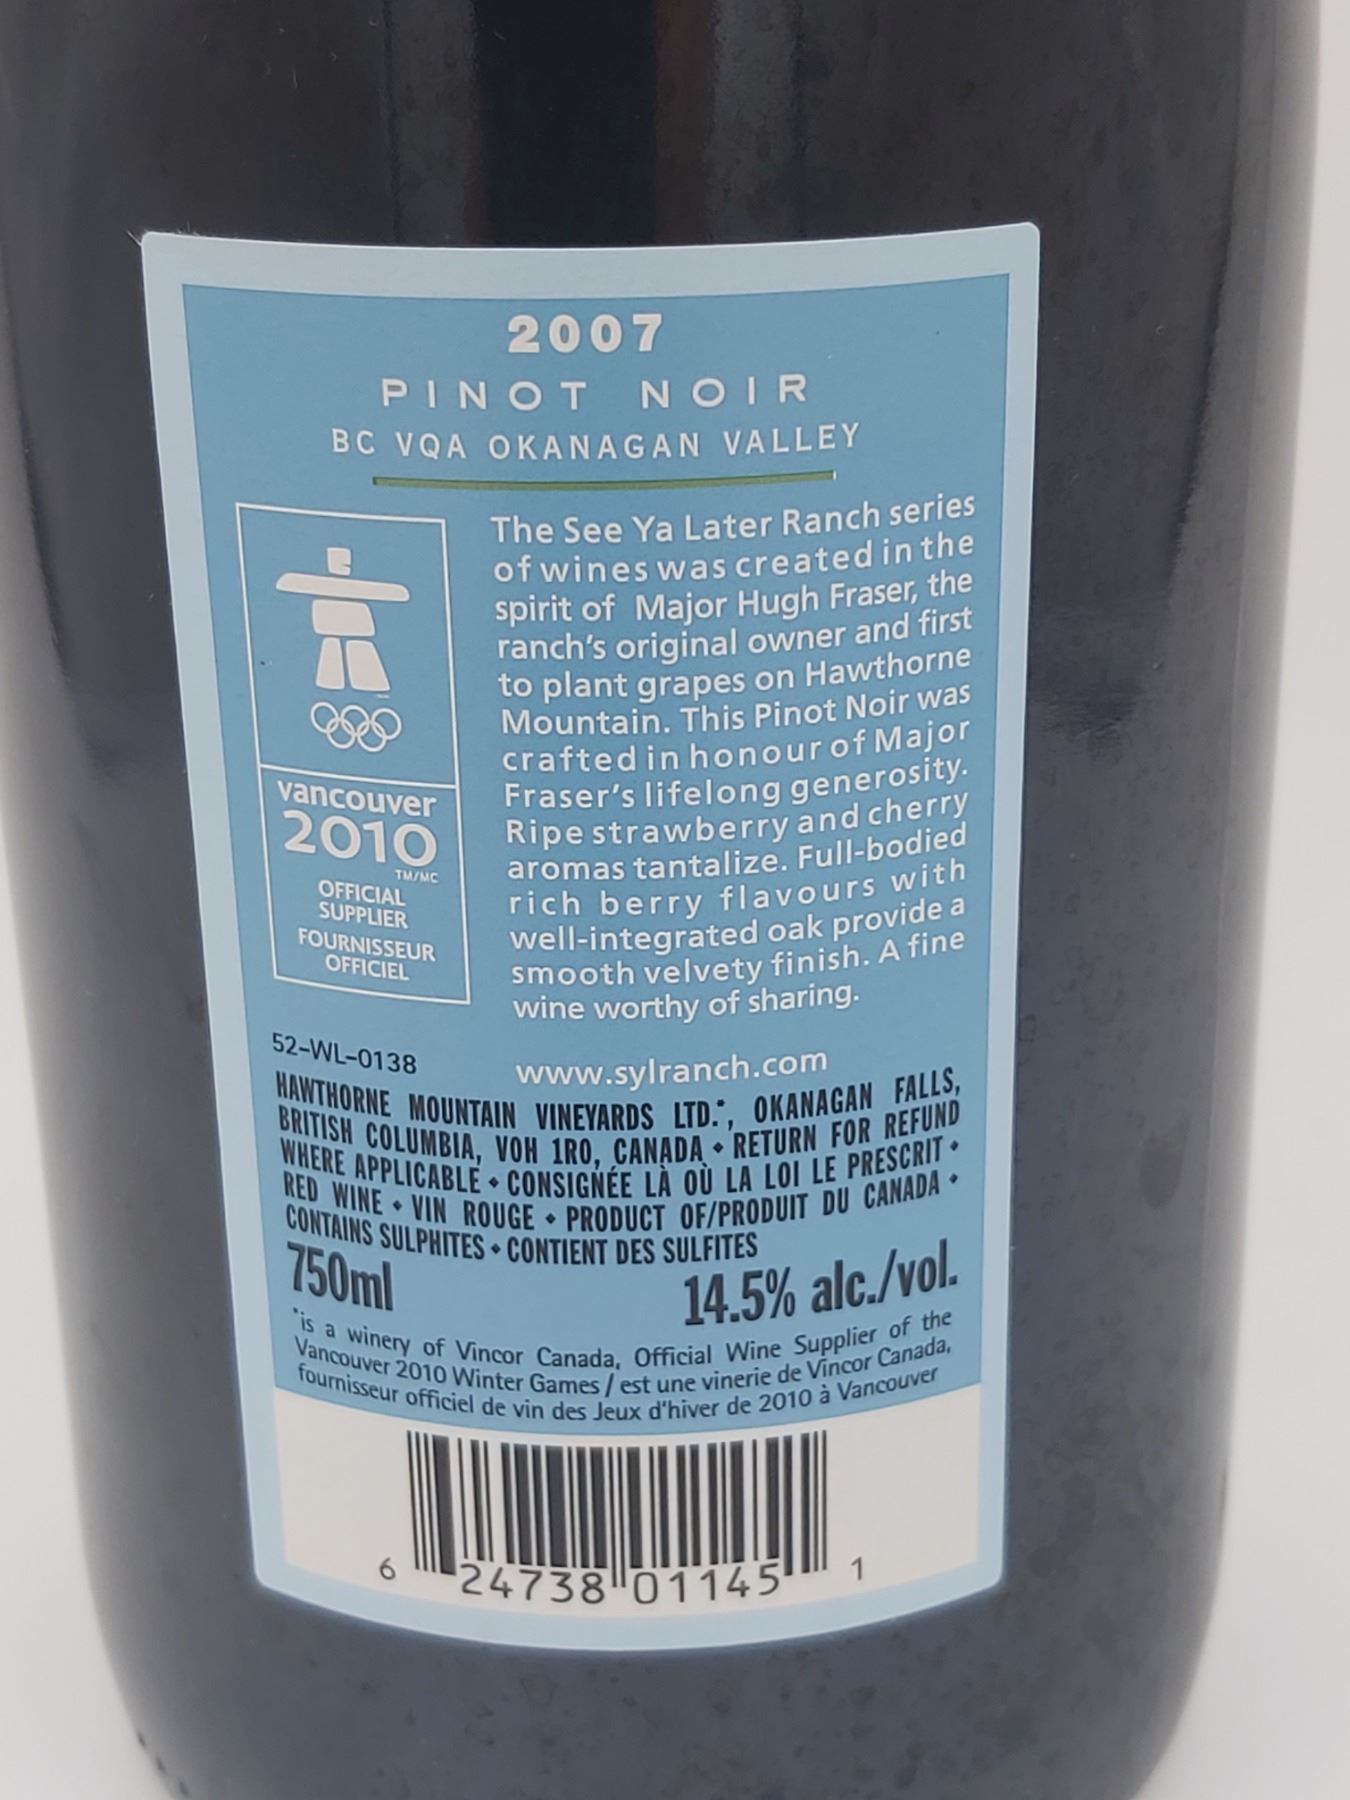 2007
PINOT NOIR
BC VQA OKANAGAN VALLEY
The See Ya Later Ranch series
of wines was created in the
spirit of Major Hugh Fraser, the
ranch's original owner and first
to plant grapes on Hawthorne
Mountain. This Pinot Noir was
crafted in honour of Major
Fraser's lifelong generosity.
Ripe strawberry and cherry
aromas tantalize. Full-bodied
rich berry flavours with
well-integrated oak provide a
smooth velvety finish. A fine
wine worthy of sharing.
www.sylranch.com
vancouver
2010
TM/MC
OFFICIAL
SUPPLIER
FOURNISSEUR
OFFICIEL
52-WL-0138
HAWTHORNE MOUNTAIN VINEYARDS LTD.*, OKANAGAN FALLS,
BRITISH COLUMBIA, V0H 1R0, CANADA • RETURN FOR REFUND
WHERE APPLICABLE • CONSIGNÉE LÀ OÙ LA LOI LE PRESCRIT •
RED WINE • VIN ROUGE • PRODUCT OF/PRODUIT DU CANADA •
CONTAINS SULPHITES • CONTIENT DES SULFITES
750ml 14.5% alc./vol.
*is a winery of Vincor Canada, Official Wine Supplier of the
Vancouver 2010 Winter Games / est une vinerie de Vincor Canada,
fournisseur officiel de vin des Jeux d'hiver de 2010 à Vancouver
6 24738 01145 1